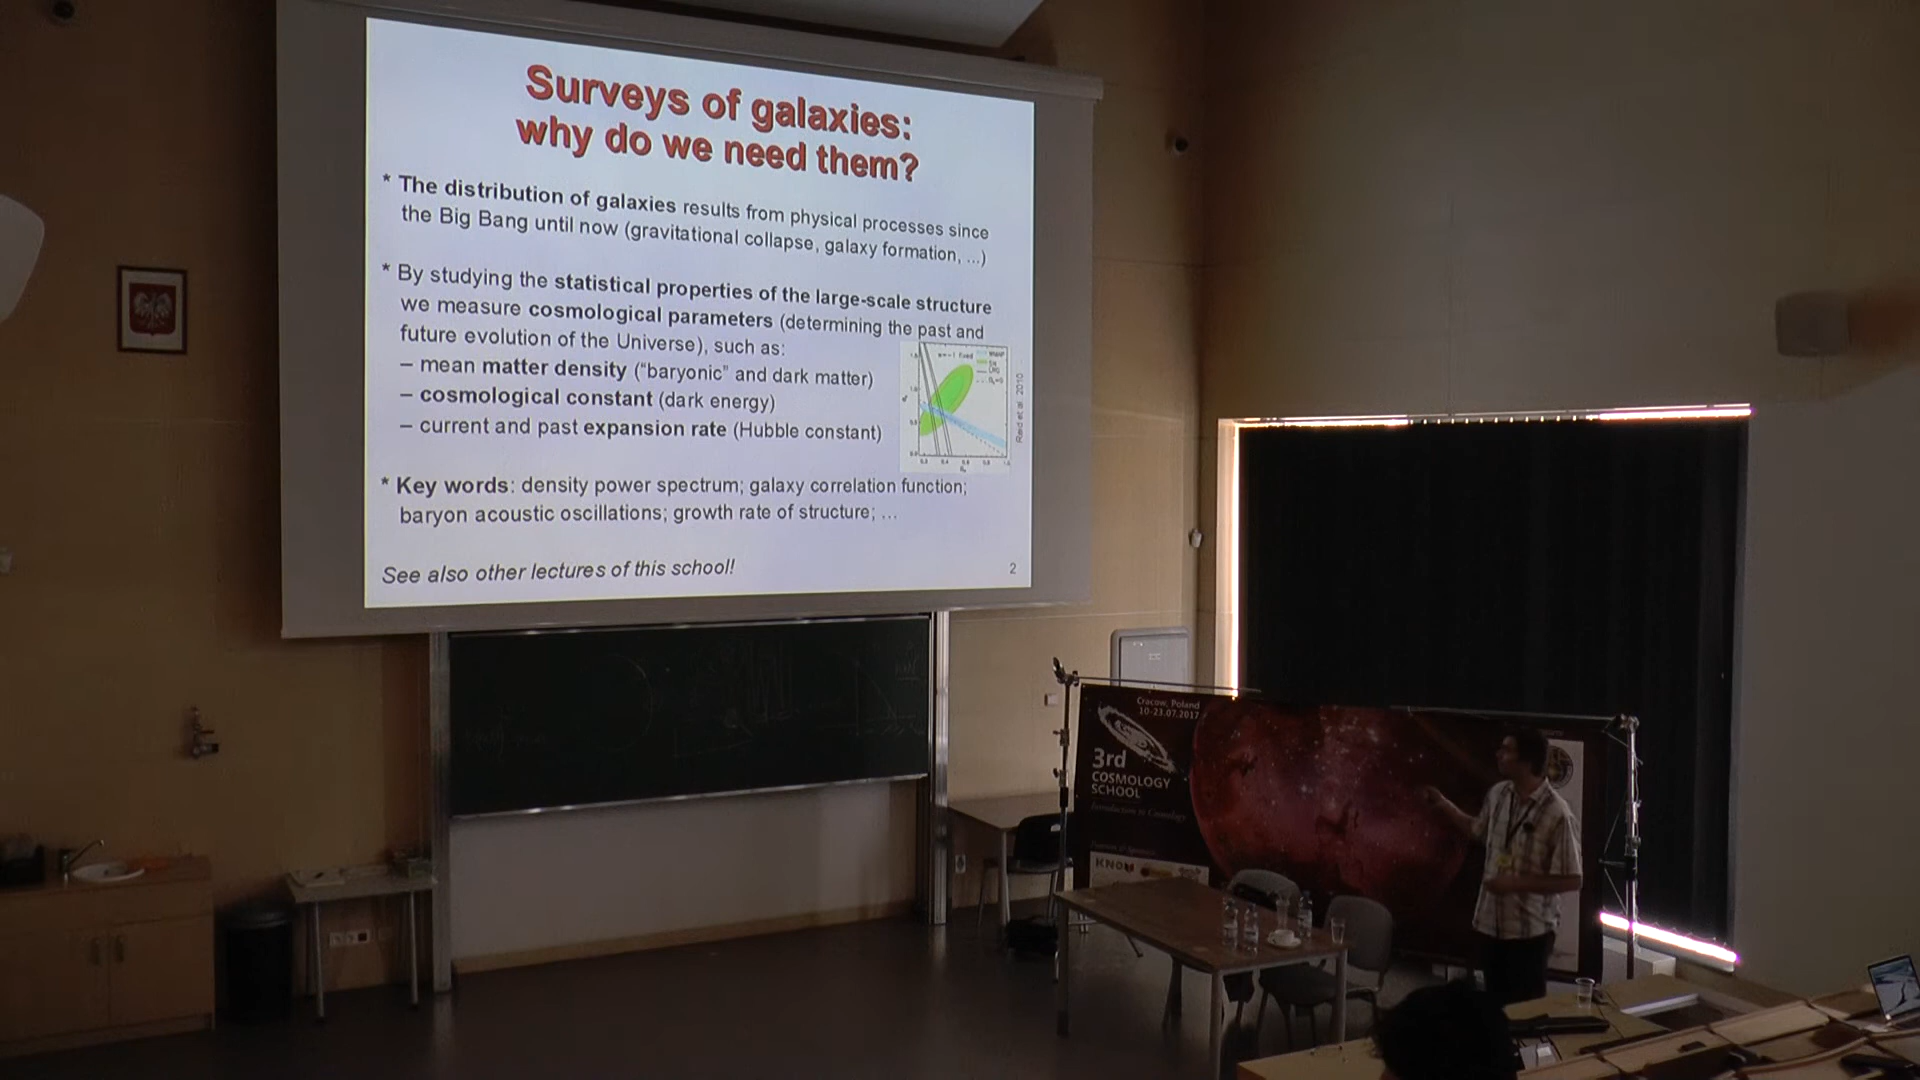 Surveys of galaxies:
why do we need them?
* The distribution of galaxies results from physical processes since
the Big Bang until now (gravitational collapse, galaxy formation, ...)
* By studying the statistical properties of the large-scale structure
we measure cosmological parameters (determining the past and
future evolution of the Universe), such as:
– mean matter density ("baryonic" and dark matter)
– cosmological constant (dark energy)
– current and past expansion rate (Hubble constant)
Reid et al. 2010
* Key words: density power spectrum; galaxy correlation function;
baryon acoustic oscillations; growth rate of structure; ...
See also other lectures of this school!
2
Cracow, Poland
10-23.07.2017
3rd
COSMOLOGY
SCHOOL
Introduction to Cosmology
KNOW